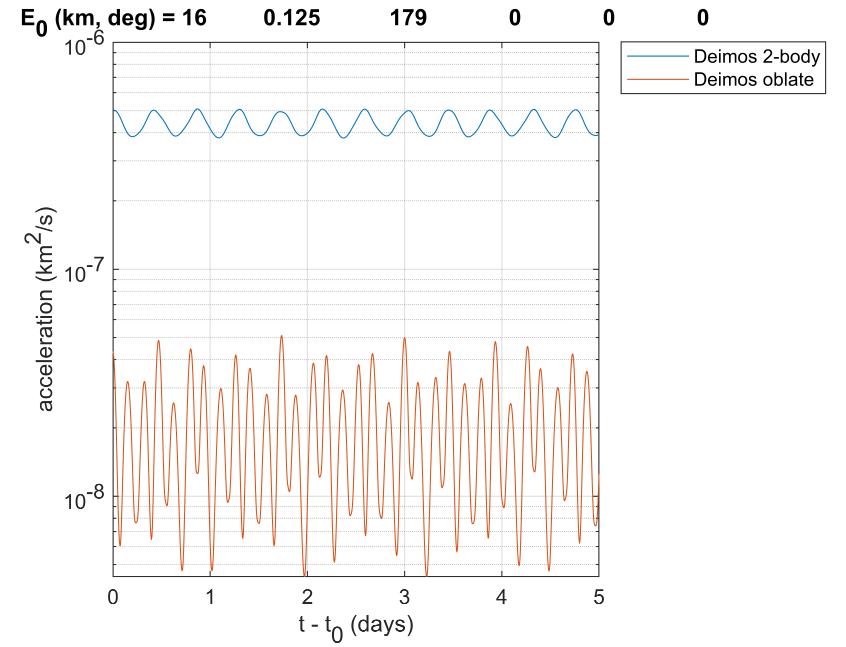 E0 (km, deg) = 16 0.125 179 0 0 0
10-6
10-7
10-8
acceleration (km2/s)
0 1 2 3 4 5
t - t0 (days)
Deimos 2-body
Deimos oblate